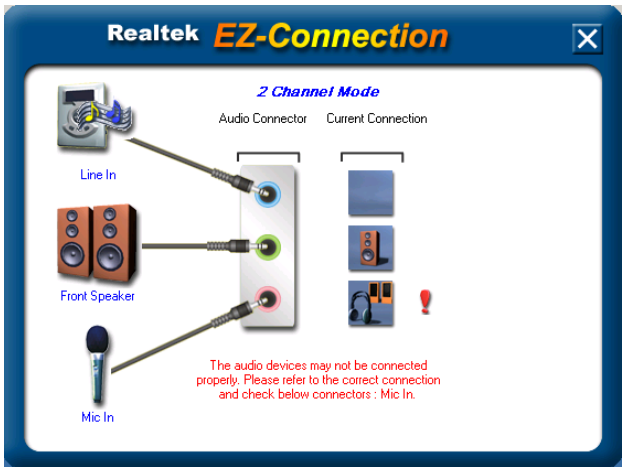 Realtek EZ-Connection
2 Channel Mode
Audio Connector Current Connection
Line In
Front Speaker
Mic In
The audio devices may not be connected
properly. Please refer to the correct connection
and check below connectors : Mic In.